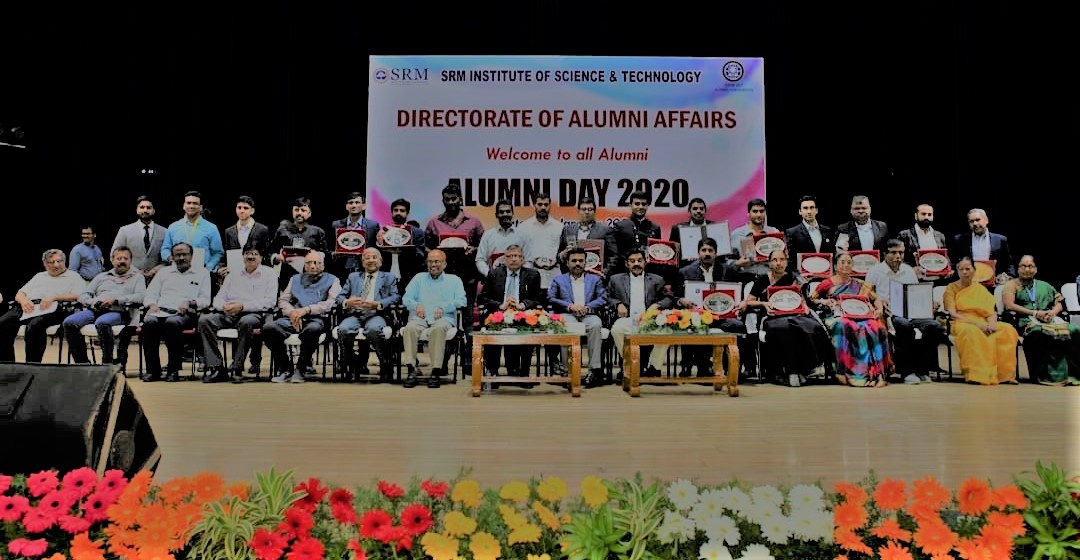 SRM SRM INSTITUTE OF SCIENCE & TECHNOLOGY
DIRECTORATE OF ALUMNI AFFAIRS
Welcome to all Alumni
ALUMNI DAY 2020